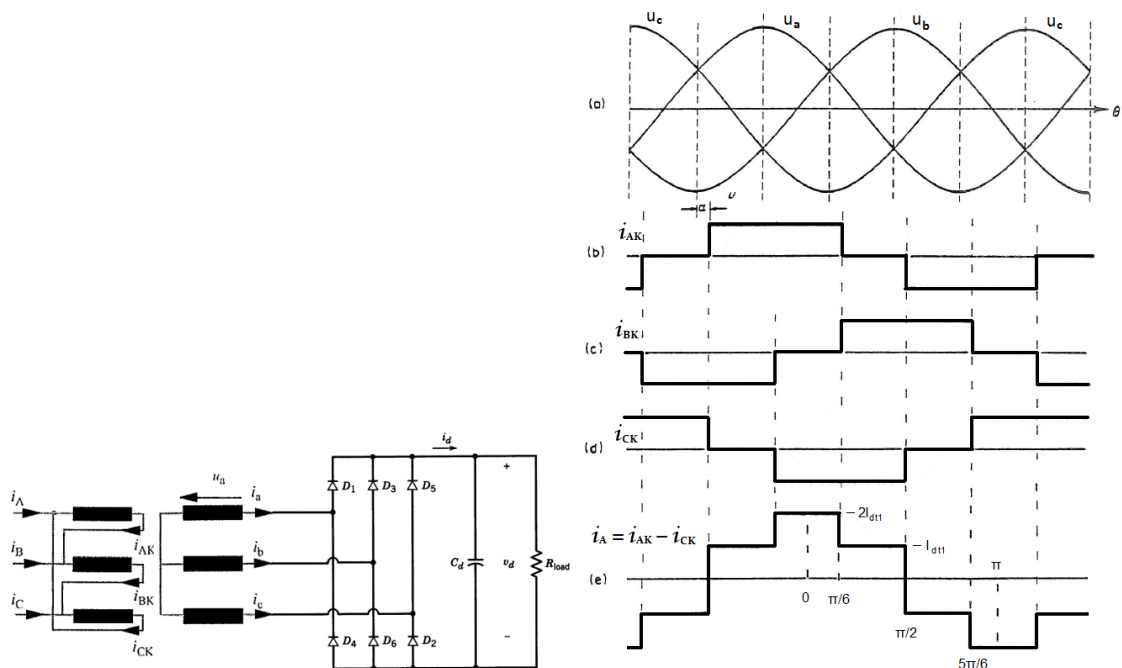 u_c u_a u_b u_c
(a) θ
α υ
i_AK
(b)
i_BK
(c)
i_CK
(d)
i_A = i_AK − i_CK
2I_dt1
I_dt1
(e)
0 π/6 π/2 5π/6 π
u_a i_d
i_A i_a D_1 D_3 D_5 +
i_AK
i_B i_b C_d v_d R_load
i_BK
i_C i_c D_4 D_6 D_2 −
i_CK